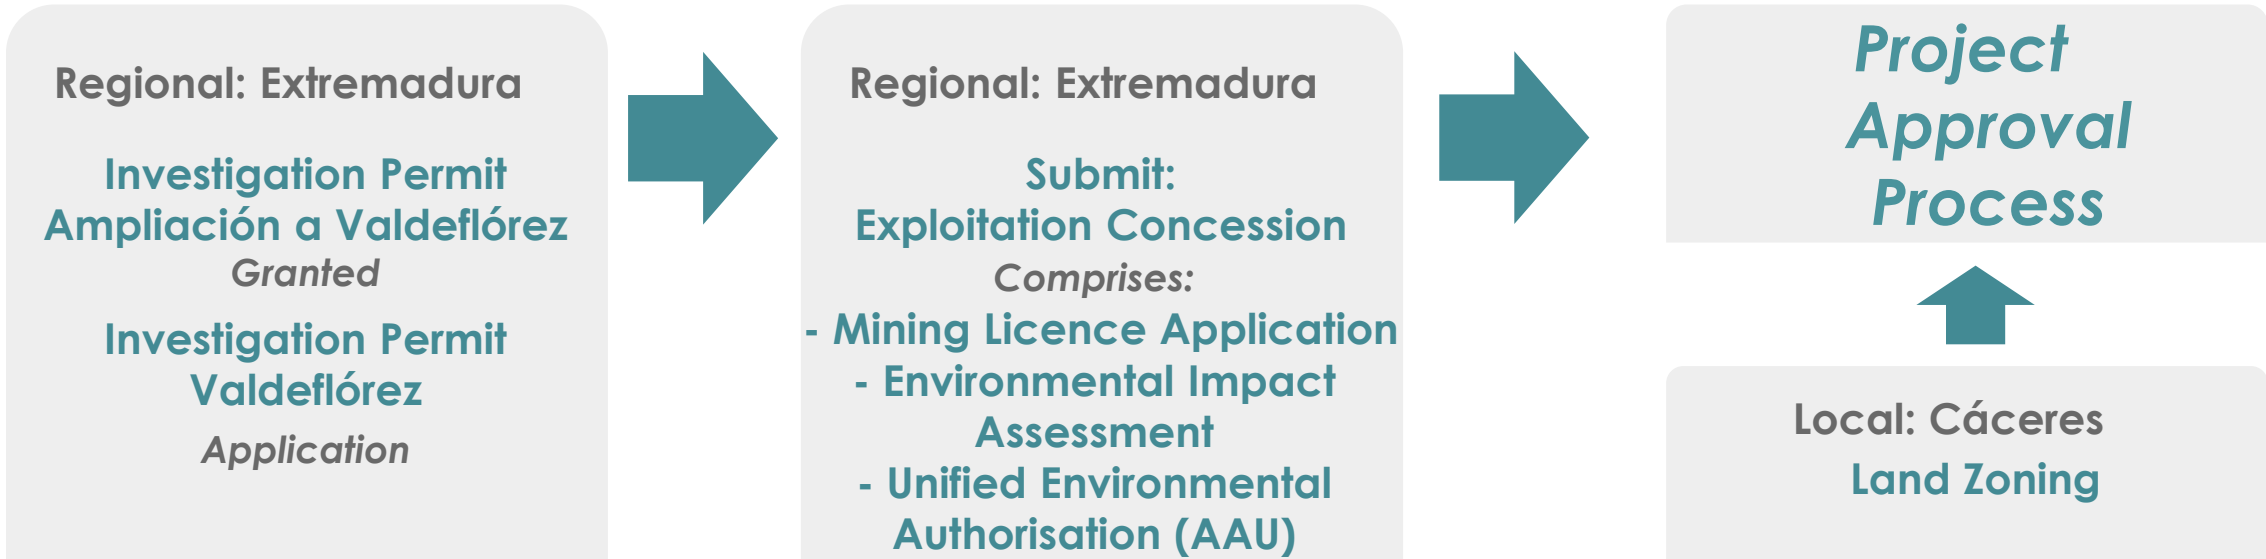 Regional: Extremadura
Investigation Permit
Ampliación a Valdeflórez
Granted
Investigation Permit
Valdeflórez
Application
Regional: Extremadura
Submit:
Exploitation Concession
Comprises:
- Mining Licence Application
- Environmental Impact
Assessment
- Unified Environmental
Authorisation (AAU)
Project
Approval
Process
Local: Cáceres
Land Zoning